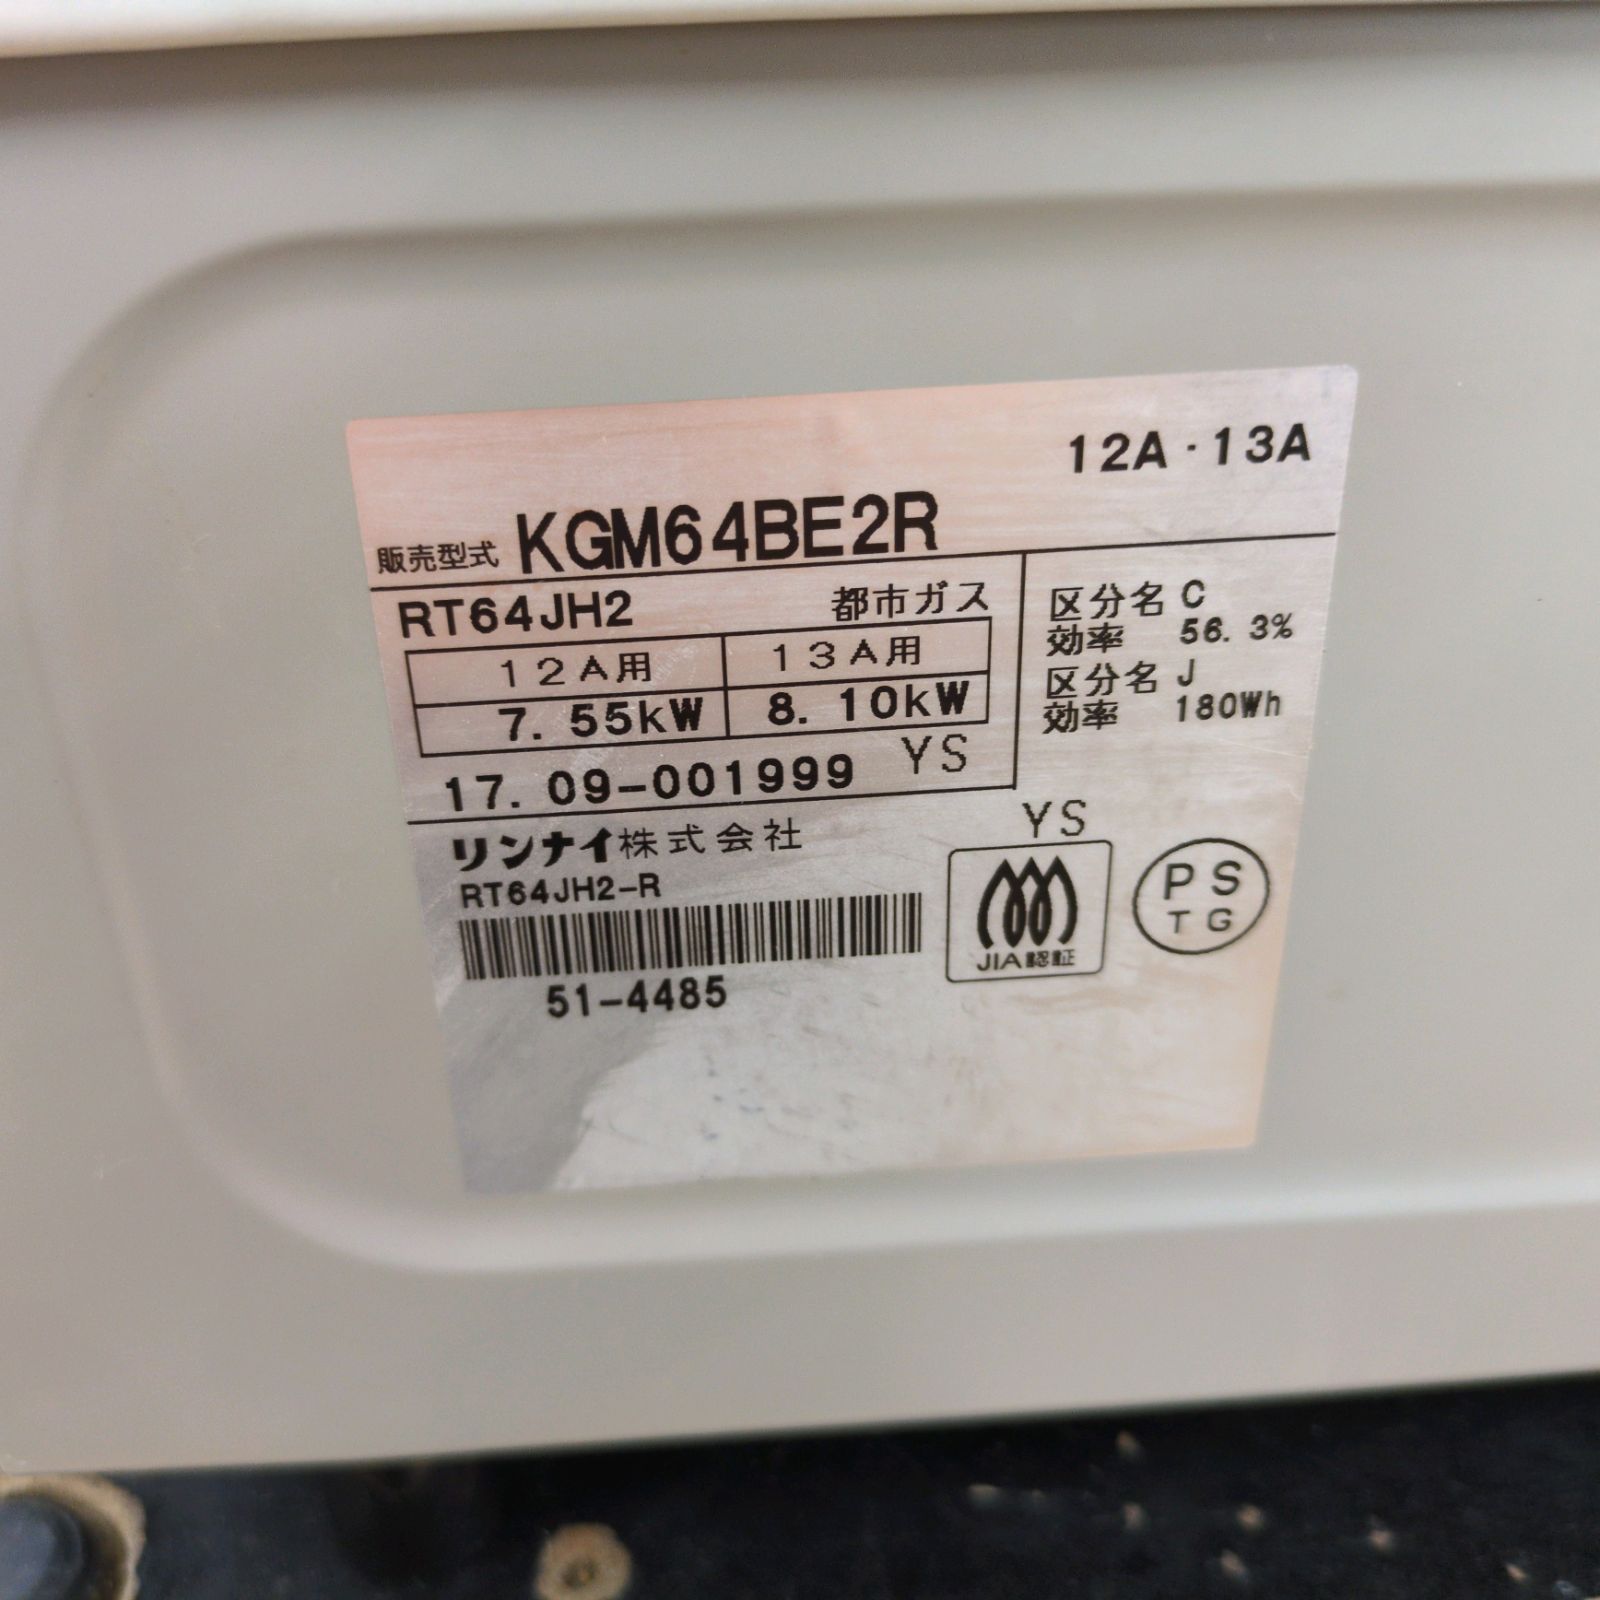 12A・13A
販売型式 KGM64BE2R
RT64JH2 都市ガス
12A用 13A用
7.55kW 8.10kW
17.09-001999 YS
区分名 C
効率 56.3%
区分名 J
効率 180Wh
リンナイ株式会社
RT64JH2-R
51-4485
YS
JIA認証
PS
TG